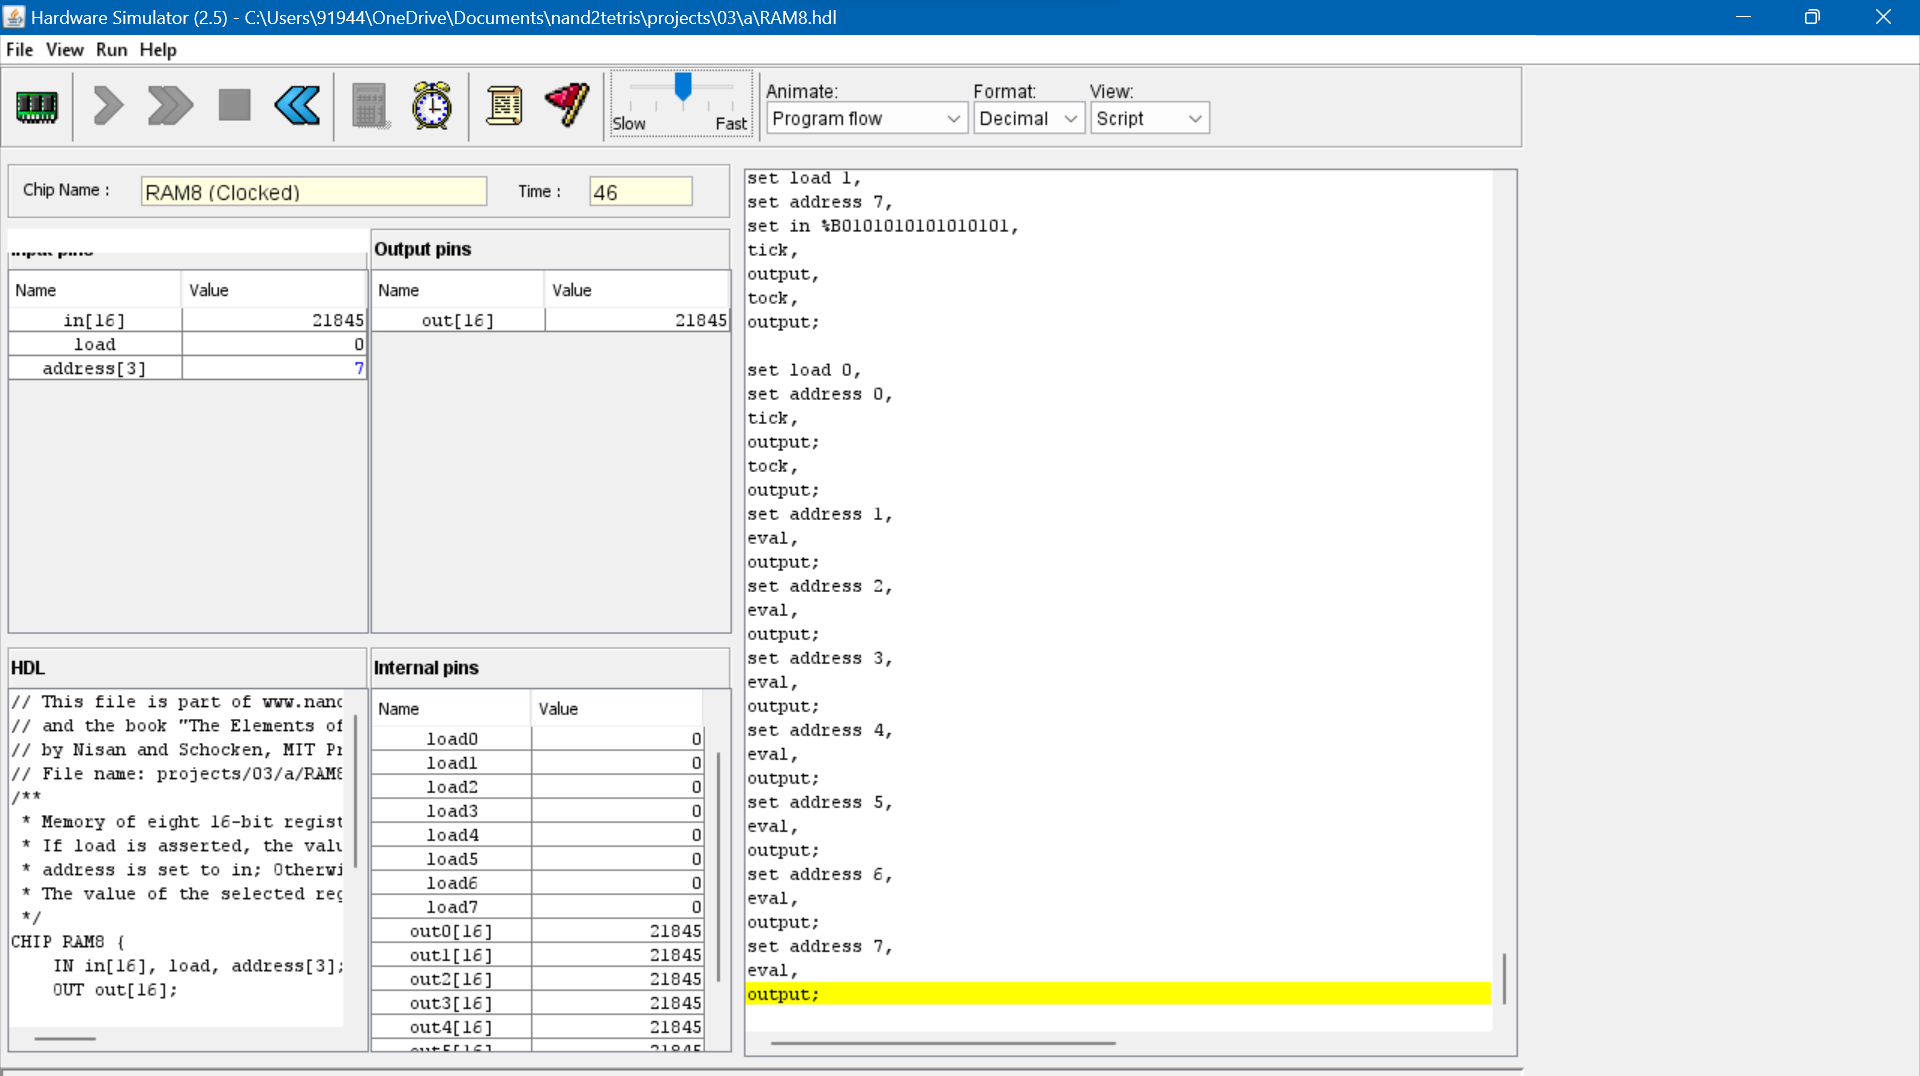 Hardware Simulator (2.5) - C:\Users\91944\OneDrive\Documents\nand2tetris\projects\03\a\RAM8.hdl
File View Run Help
Slow Fast
Animate: Format: View:
Program flow Decimal Script
Chip Name : RAM8 (Clocked) Time : 46
Input pins
Name Value
in[16] 21845
load 0
address[3] 7
Output pins
Name Value
out[16] 21845
HDL
// This file is part of www.nand
// and the book "The Elements of
// by Nisan and Schocken, MIT Pr
// File name: projects/03/a/RAM8
/**
* Memory of eight 16-bit regist
* If load is asserted, the valu
* address is set to in; Otherwi
* The value of the selected reg
*/
CHIP RAM8 {
IN in[16], load, address[3];
OUT out[16];
Internal pins
Name Value
load0 0
load1 0
load2 0
load3 0
load4 0
load5 0
load6 0
load7 0
out0[16] 21845
out1[16] 21845
out2[16] 21845
out3[16] 21845
out4[16] 21845
out5[16] 21845
set load 1,
set address 7,
set in %B0101010101010101,
tick,
output,
tock,
output;
set load 0,
set address 0,
tick,
output;
tock,
output;
set address 1,
eval,
output;
set address 2,
eval,
output;
set address 3,
eval,
output;
set address 4,
eval,
output;
set address 5,
eval,
output;
set address 6,
eval,
output;
set address 7,
eval,
output;